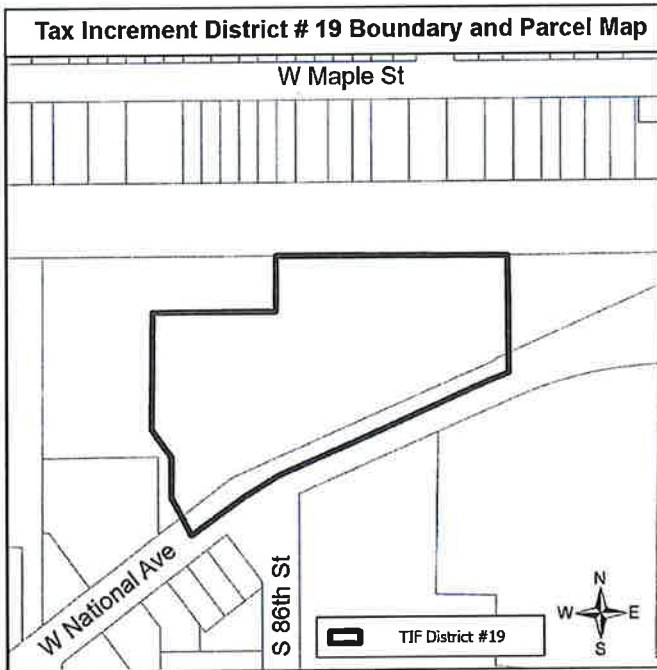 Tax Increment District # 19 Boundary and Parcel Map
W Maple St
W National Ave
S 86th St
N
W E
S
TIF District #19